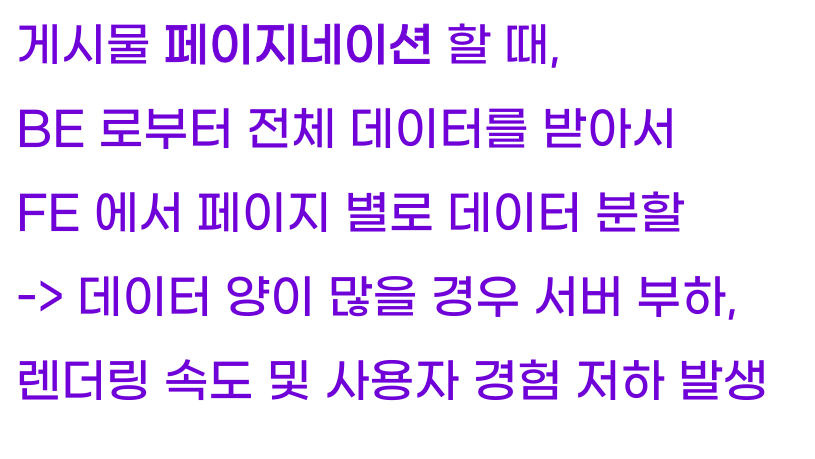 게시물 페이지네이션 할 때,
BE 로부터 전체 데이터를 받아서
FE 에서 페이지 별로 데이터 분할
-> 데이터 양이 많을 경우 서버 부하,
렌더링 속도 및 사용자 경험 저하 발생